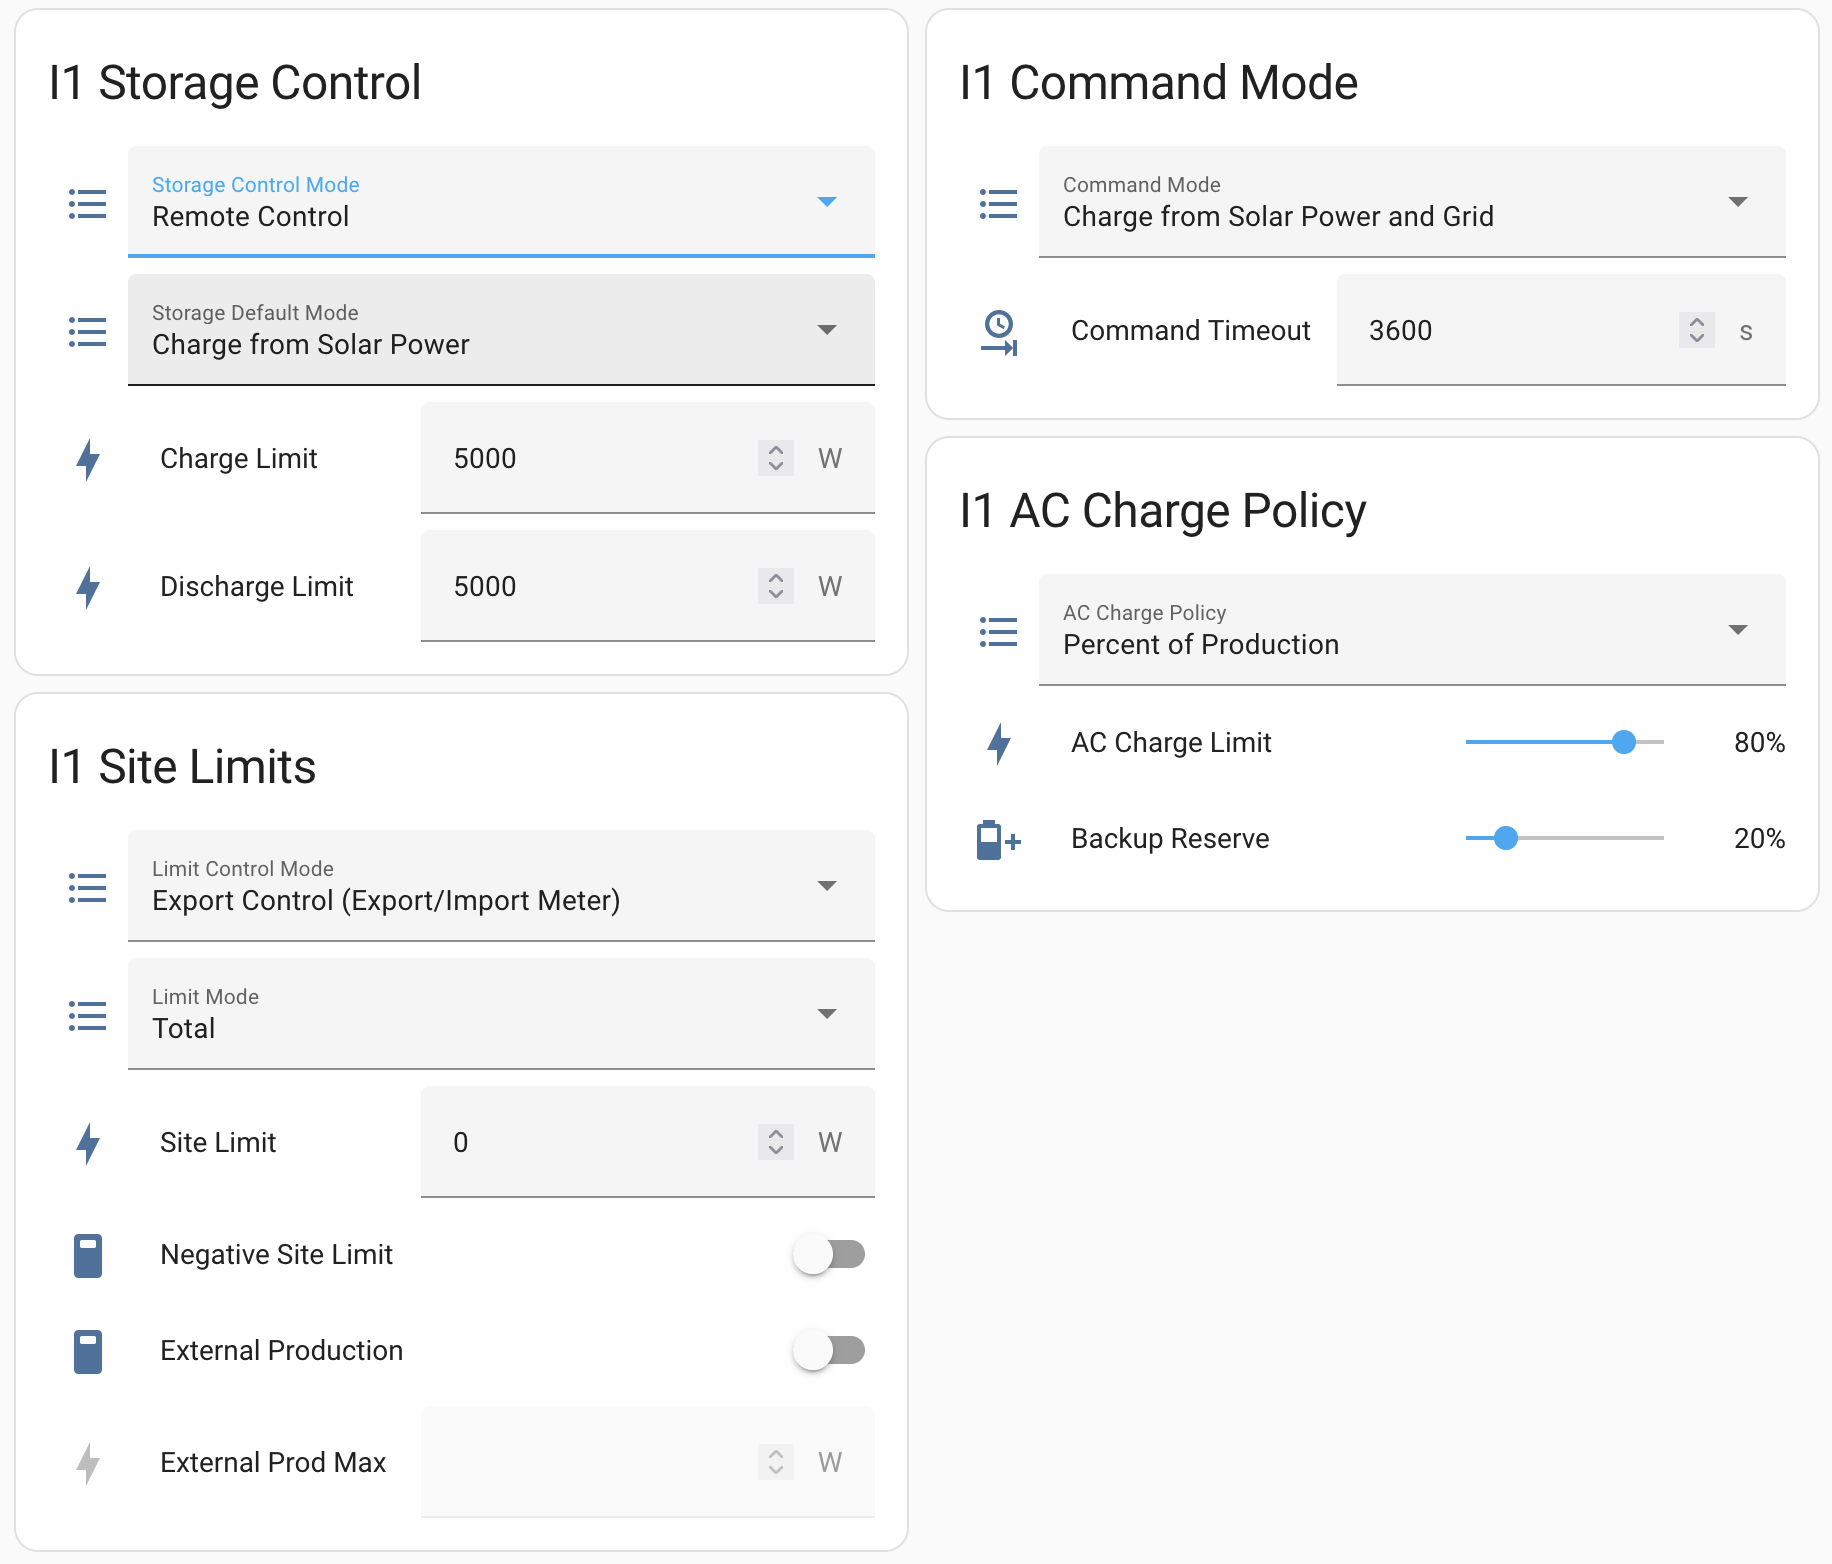 I1 Storage Control
Storage Control Mode
Remote Control
Storage Default Mode
Charge from Solar Power
Charge Limit 5000 W
Discharge Limit 5000 W
I1 Site Limits
Limit Control Mode
Export Control (Export/Import Meter)
Limit Mode
Total
Site Limit 0 W
Negative Site Limit
External Production
External Prod Max W
I1 Command Mode
Command Mode
Charge from Solar Power and Grid
Command Timeout 3600 s
I1 AC Charge Policy
AC Charge Policy
Percent of Production
AC Charge Limit 80%
Backup Reserve 20%